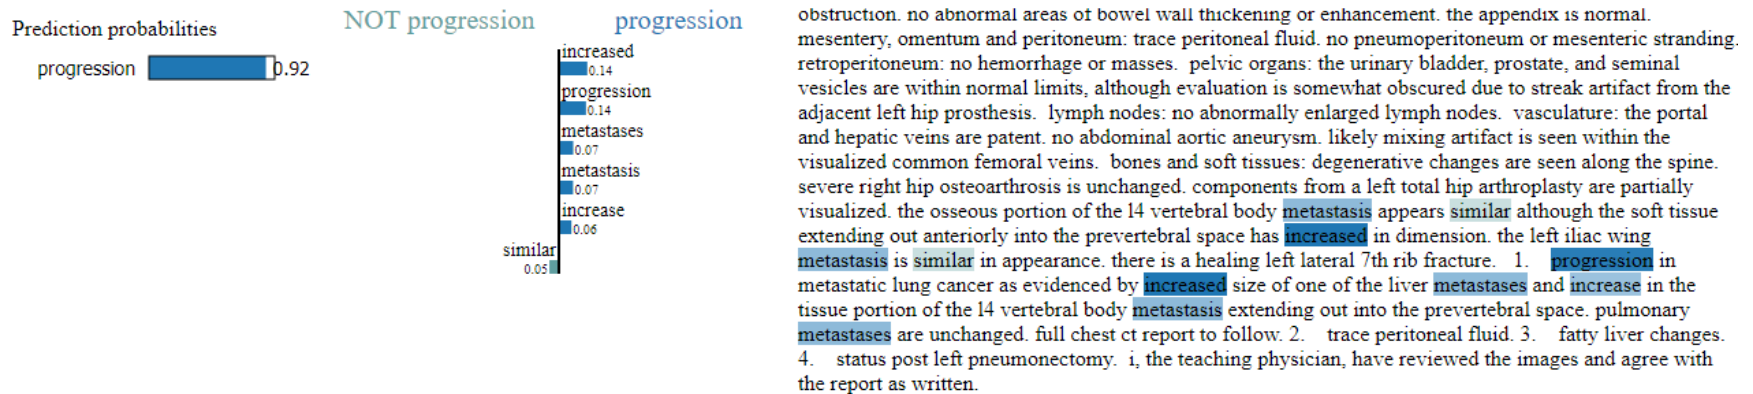 Prediction probabilities
progression 0.92
NOT progression progression
increased
0.14
progression
0.14
metastases
0.07
metastasis
0.07
increase
0.06
similar
0.05
obstruction. no abnormal areas of bowel wall thickening or enhancement. the appendix is normal.
mesentery, omentum and peritoneum: trace peritoneal fluid. no pneumoperitoneum or mesenteric stranding.
retroperitoneum: no hemorrhage or masses. pelvic organs: the urinary bladder, prostate, and seminal
vesicles are within normal limits, although evaluation is somewhat obscured due to streak artifact from the
adjacent left hip prosthesis. lymph nodes: no abnormally enlarged lymph nodes. vasculature: the portal
and hepatic veins are patent. no abdominal aortic aneurysm. likely mixing artifact is seen within the
visualized common femoral veins. bones and soft tissues: degenerative changes are seen along the spine.
severe right hip osteoarthrosis is unchanged. components from a left total hip arthroplasty are partially
visualized. the osseous portion of the l4 vertebral body metastasis appears similar although the soft tissue
extending out anteriorly into the prevertebral space has increased in dimension. the left iliac wing
metastasis is similar in appearance. there is a healing left lateral 7th rib fracture. 1. progression in
metastatic lung cancer as evidenced by increased size of one of the liver metastases and increase in the
tissue portion of the l4 vertebral body metastasis extending out into the prevertebral space. pulmonary
metastases are unchanged. full chest ct report to follow. 2. trace peritoneal fluid. 3. fatty liver changes.
4. status post left pneumonectomy. i, the teaching physician, have reviewed the images and agree with
the report as written.